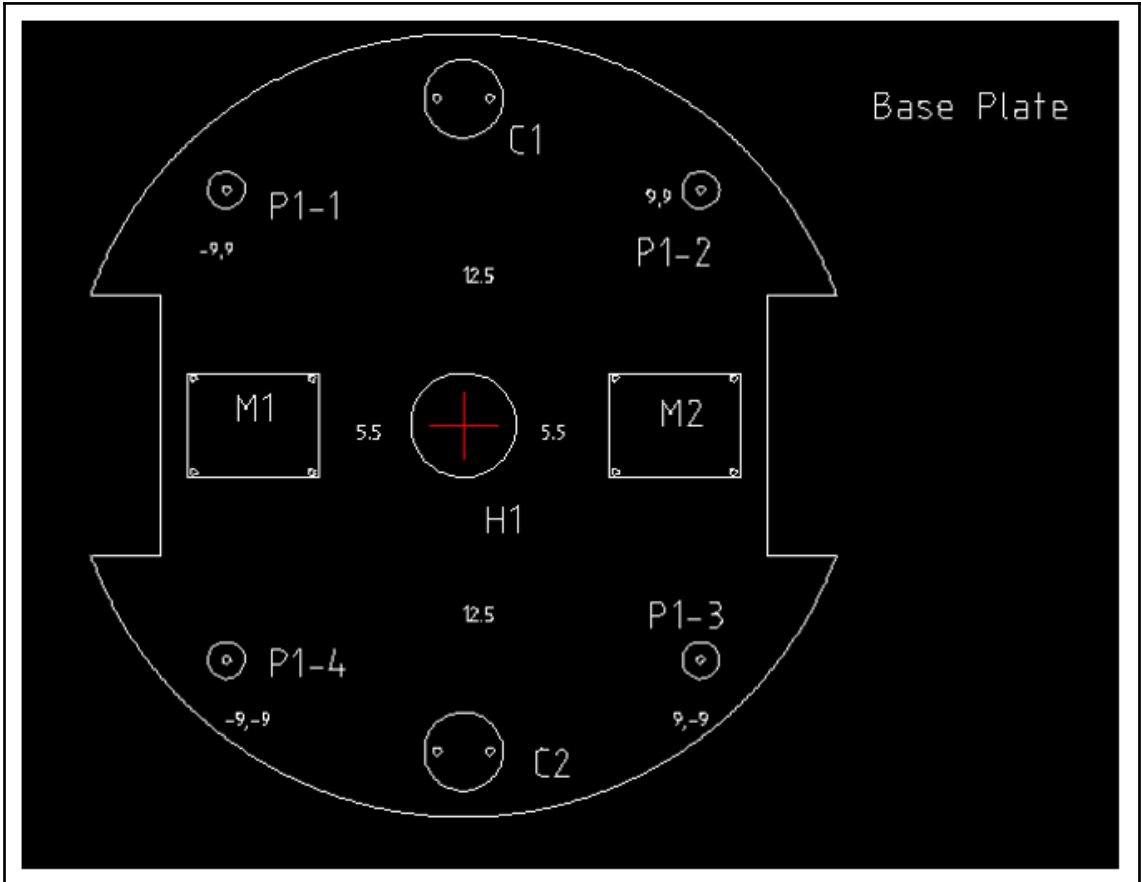 Base Plate
C1
P1-1
9,9
P1-2
-9,9
12.5
M1
M2
5.5
5.5
H1
12.5
P1-3
P1-4
-9,-9
9,-9
C2